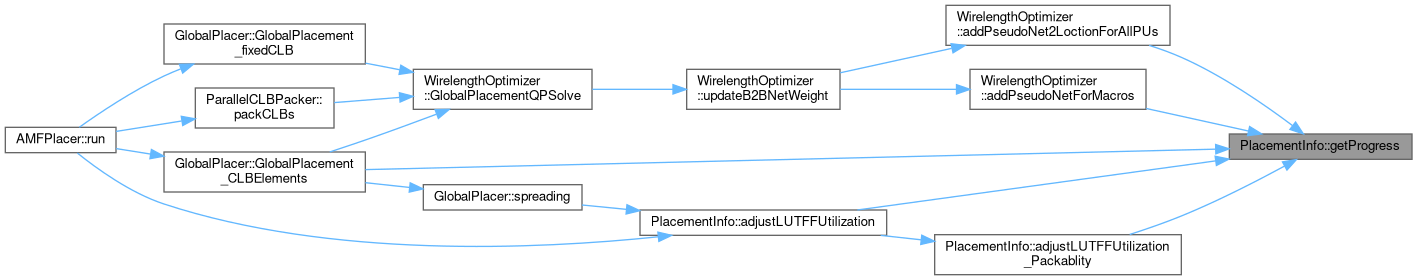 GlobalPlacer::GlobalPlacement
_fixedCLB
WirelengthOptimizer
::addPseudoNet2LoctionForAllPUs
WirelengthOptimizer
::GlobalPlacementQPSolve
WirelengthOptimizer
::updateB2BNetWeight
WirelengthOptimizer
::addPseudoNetForMacros
ParallelCLBPacker::
packCLBs
AMFPlacer::run
PlacementInfo::getProgress
GlobalPlacer::GlobalPlacement
_CLBElements
GlobalPlacer::spreading
PlacementInfo::adjustLUTFFUtilization
PlacementInfo::adjustLUTFFUtilization
_Packablity